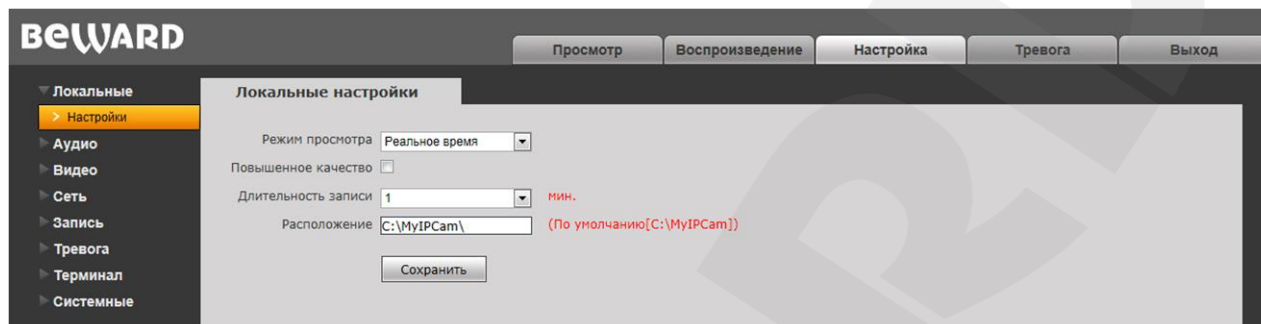 BEWARD
Просмотр Воспроизведение Настройка Тревога Выход
Локальные
> Настройки
Аудио
Видео
Сеть
Запись
Тревога
Терминал
Системные
Локальные настройки
Режим просмотра Реальное время
Повышенное качество
Длительность записи 1 мин.
Расположение C:\MyIPCam\ (По умолчанию[C:\MyIPCam])
Сохранить